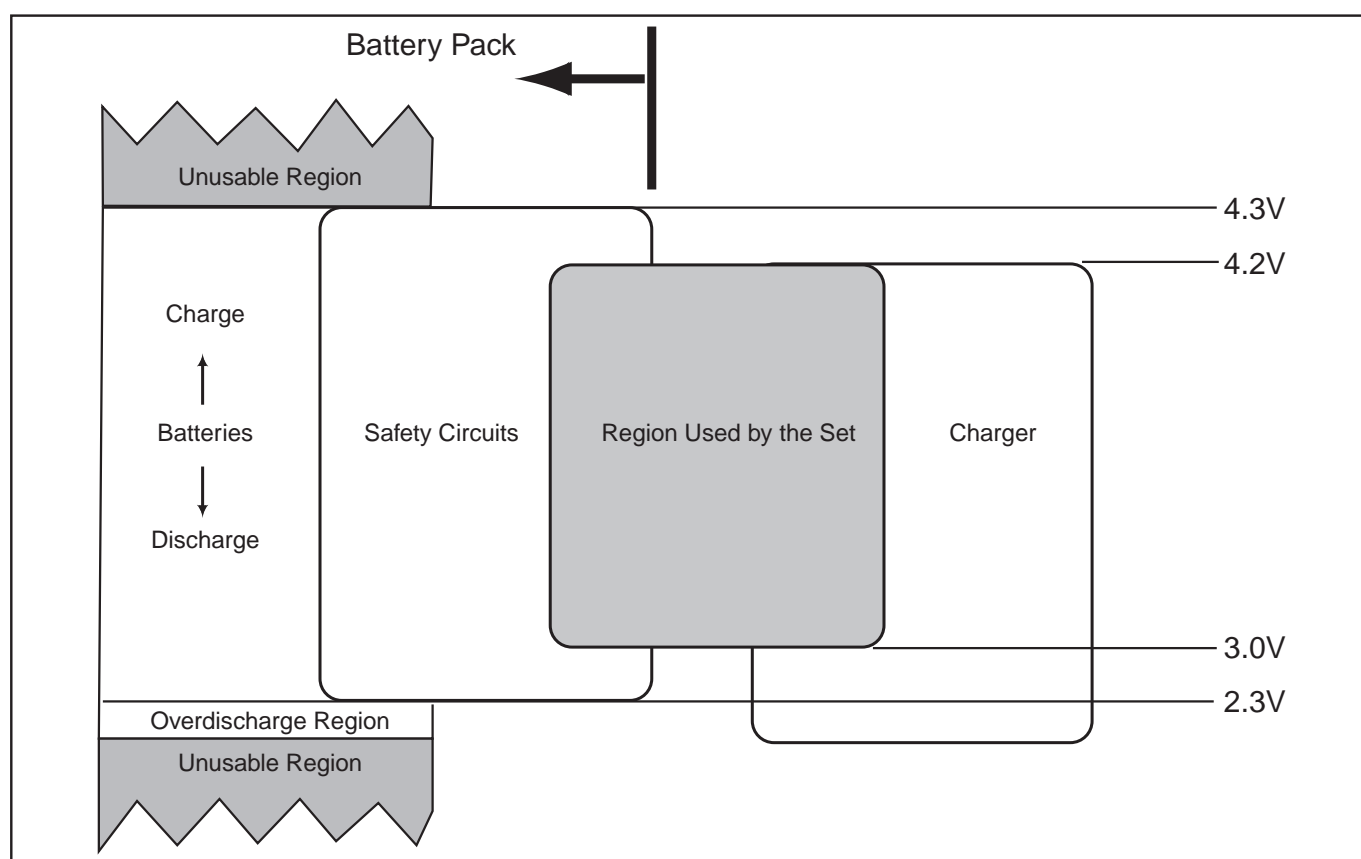 Battery Pack
Unusable Region
4.3V
4.2V
Charge
Batteries
Safety Circuits
Region Used by the Set
Charger
Discharge
3.0V
2.3V
Overdischarge Region
Unusable Region